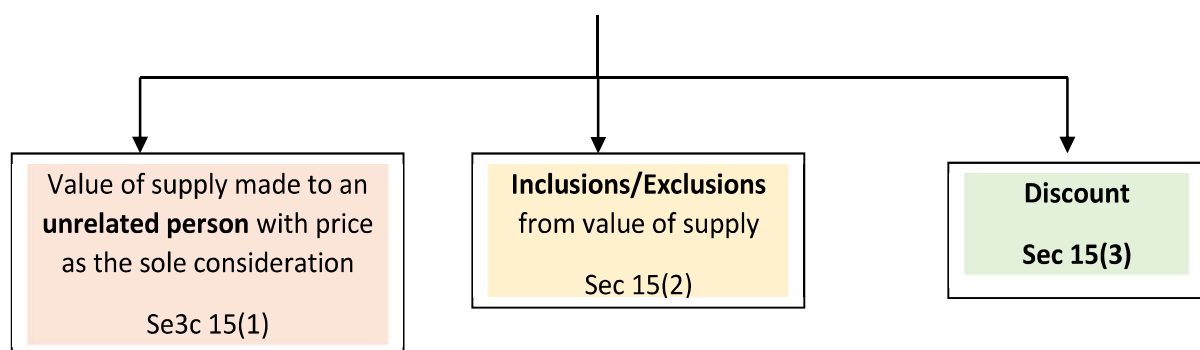 Value of supply made to an
unrelated person with price
as the sole consideration
Se3c 15(1)
Inclusions/Exclusions
from value of supply
Sec 15(2)
Discount
Sec 15(3)